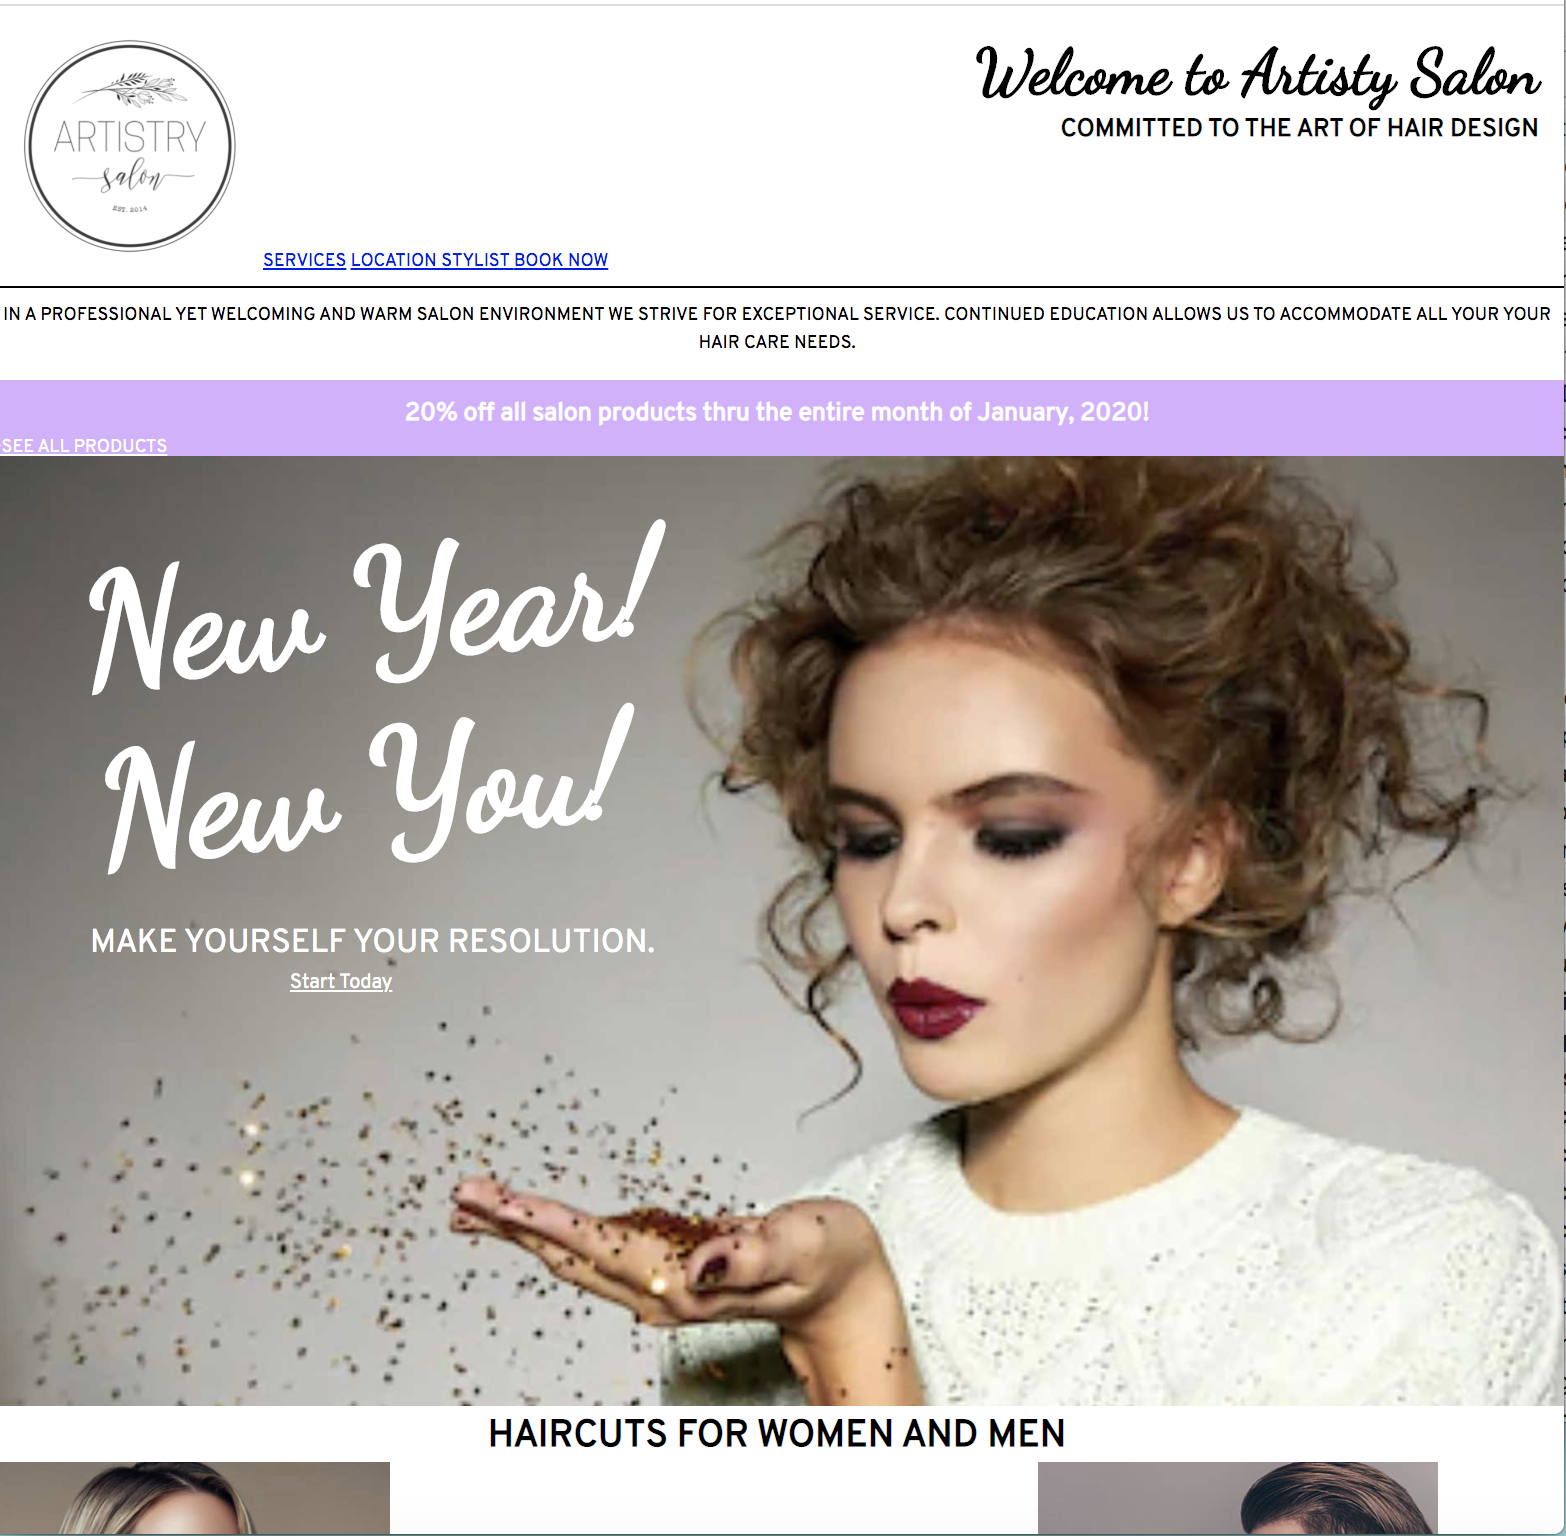 ARTISTRY
salon
EST. 2014
Welcome to Artisty Salon
COMMITTED TO THE ART OF HAIR DESIGN
SERVICES LOCATION STYLIST BOOK NOW
IN A PROFESSIONAL YET WELCOMING AND WARM SALON ENVIRONMENT WE STRIVE FOR EXCEPTIONAL SERVICE. CONTINUED EDUCATION ALLOWS US TO ACCOMMODATE ALL YOUR YOUR
HAIR CARE NEEDS.
20% off all salon products thru the entire month of January, 2020!
SEE ALL PRODUCTS
New Year!
New You!
MAKE YOURSELF YOUR RESOLUTION.
Start Today
HAIRCUTS FOR WOMEN AND MEN